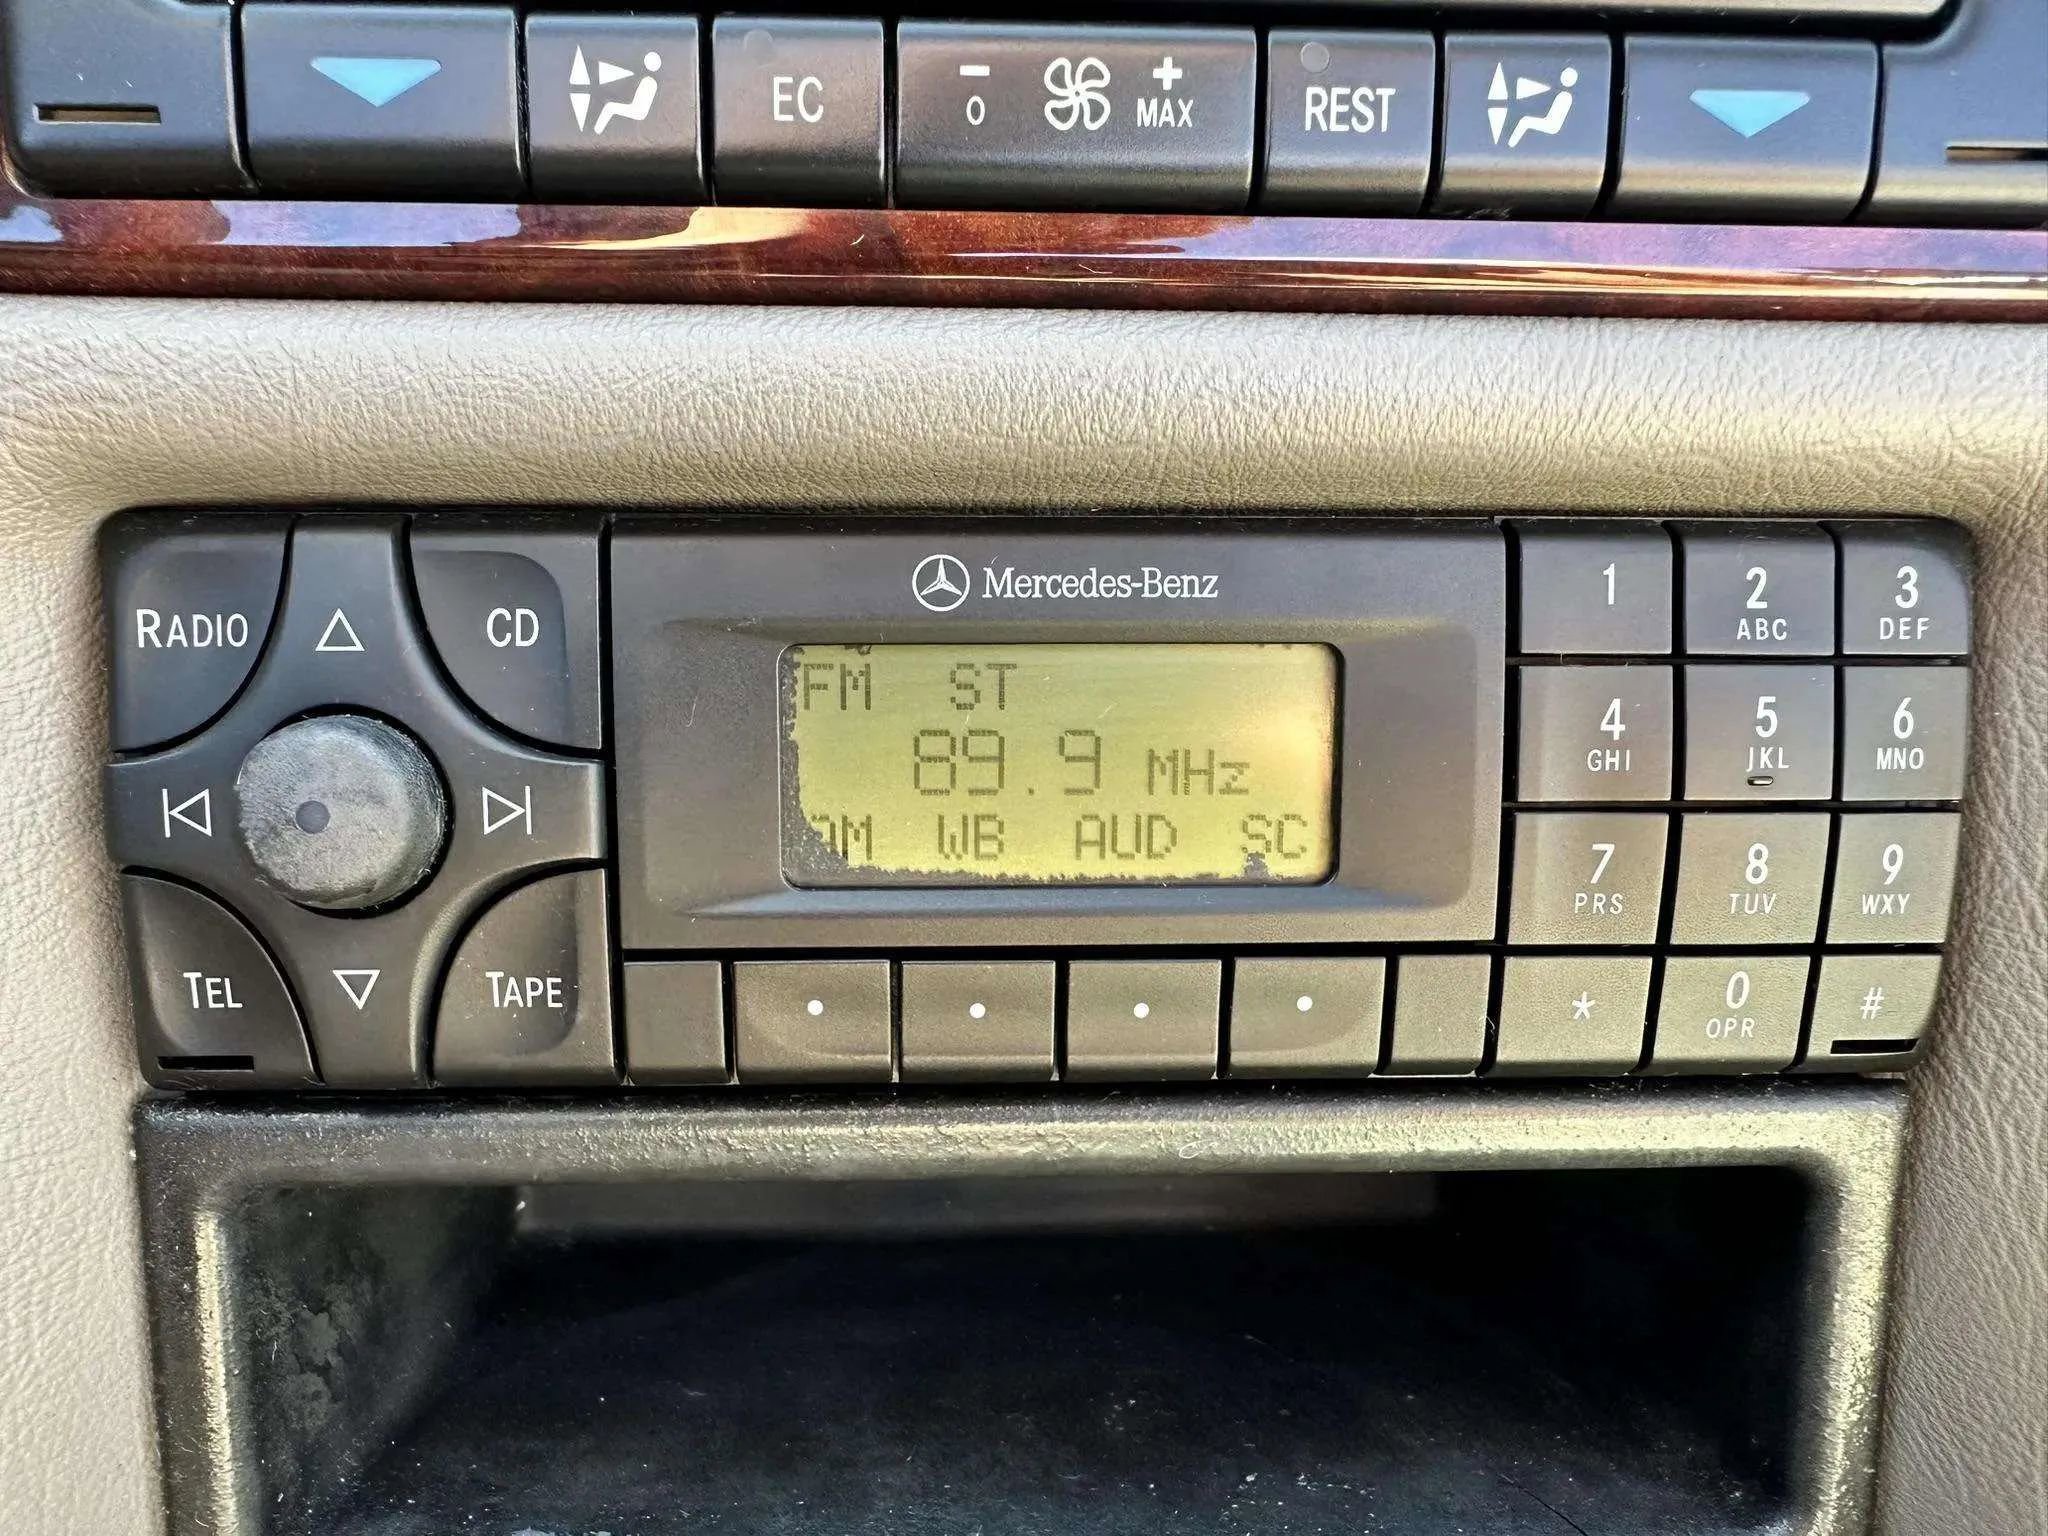 EC
− 0 + MAX
REST
RADIO
CD
TEL
TAPE
Mercedes-Benz
FM ST
89.9 MHz
AM WB AUD SC
1
2 ABC
3 DEF
4 GHI
5 JKL
6 MNO
7 PRS
8 TUV
9 WXY
*
0 OPR
#